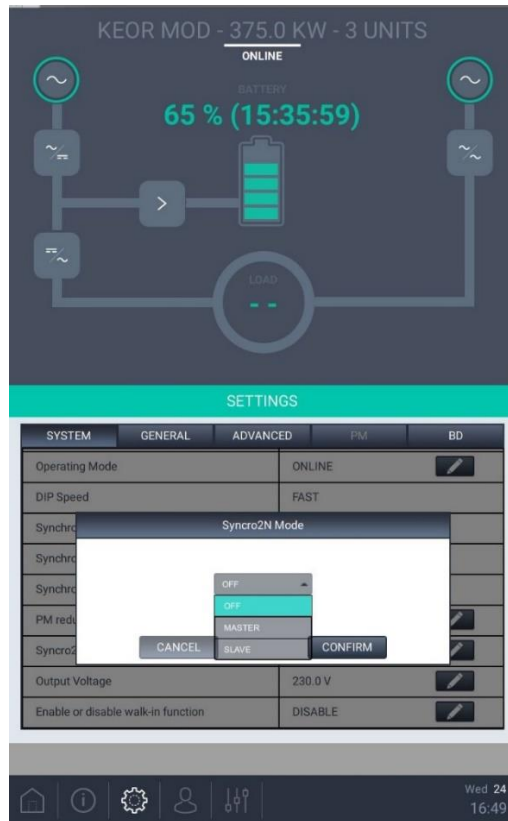 KEOR MOD - 375.0 KW - 3 UNITS
ONLINE
BATTERY
65 % (15:35:59)
LOAD
- -
SETTINGS
SYSTEM GENERAL ADVANCED PM BD
Operating Mode ONLINE
DIP Speed FAST
Synchro
Syncro2N Mode
Synchro
Synchro
OFF
OFF
PM redu
MASTER
Syncro2
CANCEL SLAVE CONFIRM
Output Voltage 230.0 V
Enable or disable walk-in function DISABLE
Wed 24
16:49